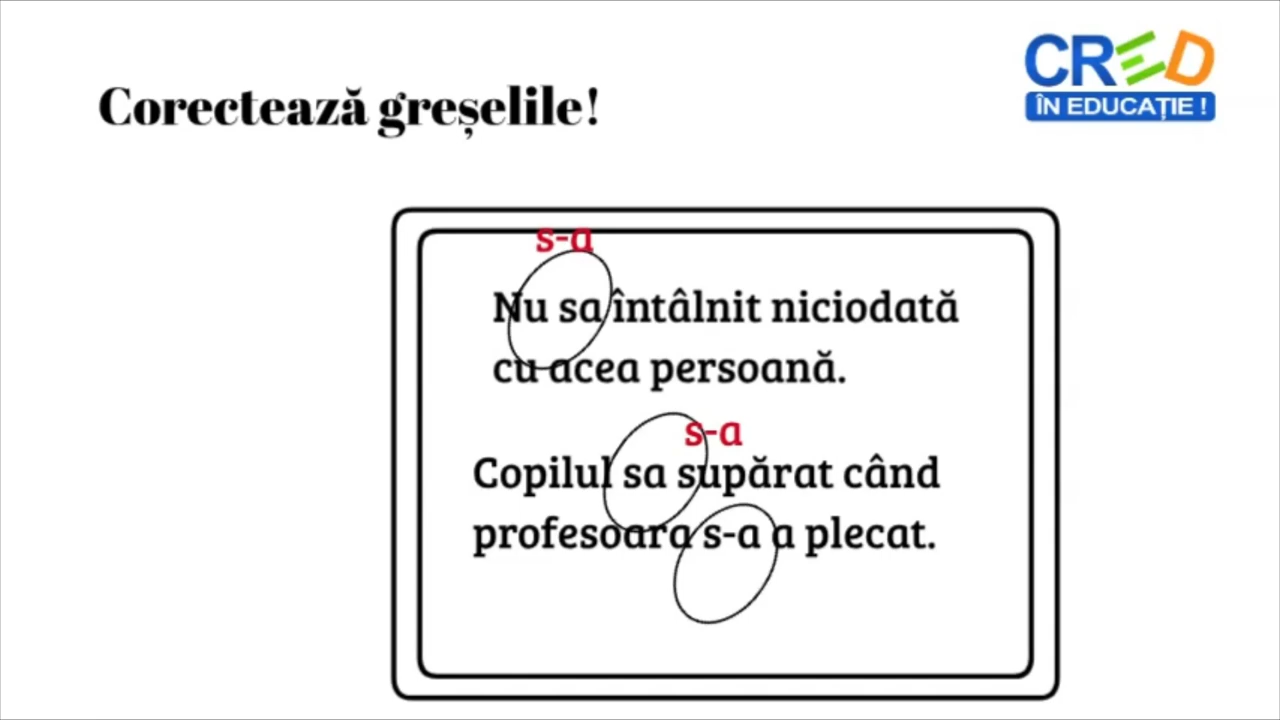 CRED
ÎN EDUCAȚIE !
Corectează greșelile!
s-a
Nu sa întâlnit niciodată
cu acea persoană.
s-a
Copilul sa supărat când
profesoara s-a a plecat.